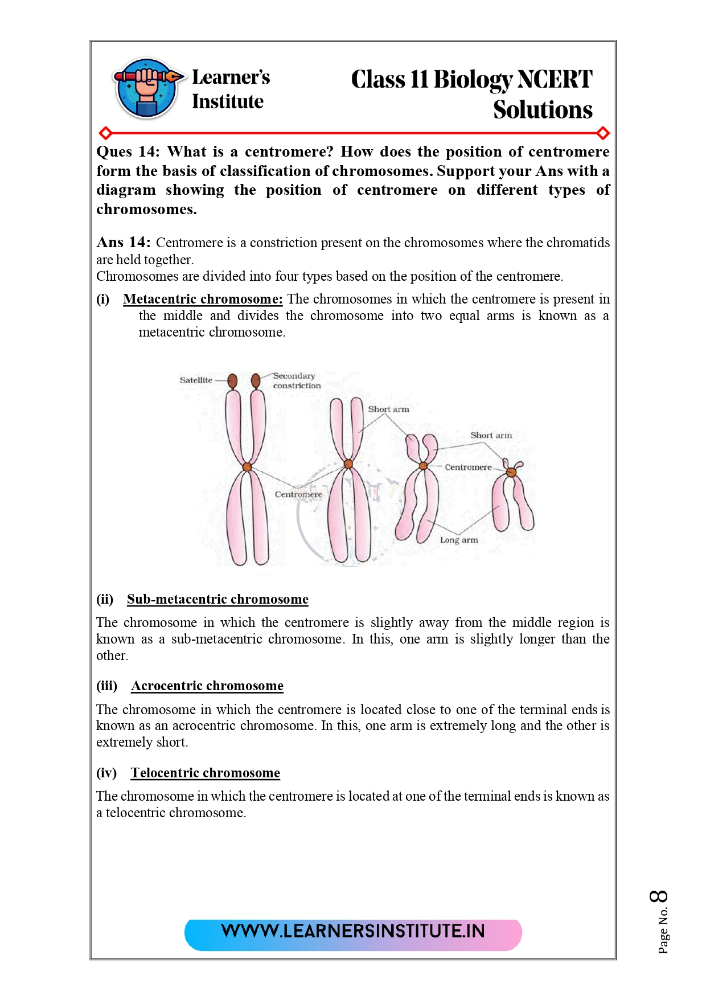 Learner's
Institute
Class 11 Biology NCERT
Solutions
Ques 14: What is a centromere? How does the position of centromere
form the basis of classification of chromosomes. Support your Ans with a
diagram showing the position of centromere on different types of
chromosomes.
Ans 14: Centromere is a constriction present on the chromosomes where the chromatids
are held together.
Chromosomes are divided into four types based on the position of the centromere.
(i) Metacentric chromosome: The chromosomes in which the centromere is present in
the middle and divides the chromosome into two equal arms is known as a
metacentric chromosome.
Satellite
Secondary
constriction
Short arm
Short arm
Centromere
Centromere
Long arm
(ii) Sub-metacentric chromosome
The chromosome in which the centromere is slightly away from the middle region is
known as a sub-metacentric chromosome. In this, one arm is slightly longer than the
other.
(iii) Acrocentric chromosome
The chromosome in which the centromere is located close to one of the terminal ends is
known as an acrocentric chromosome. In this, one arm is extremely long and the other is
extremely short.
(iv) Telocentric chromosome
The chromosome in which the centromere is located at one of the terminal ends is known as
a telocentric chromosome.
WWW.LEARNERSINSTITUTE.IN
Page No. 8